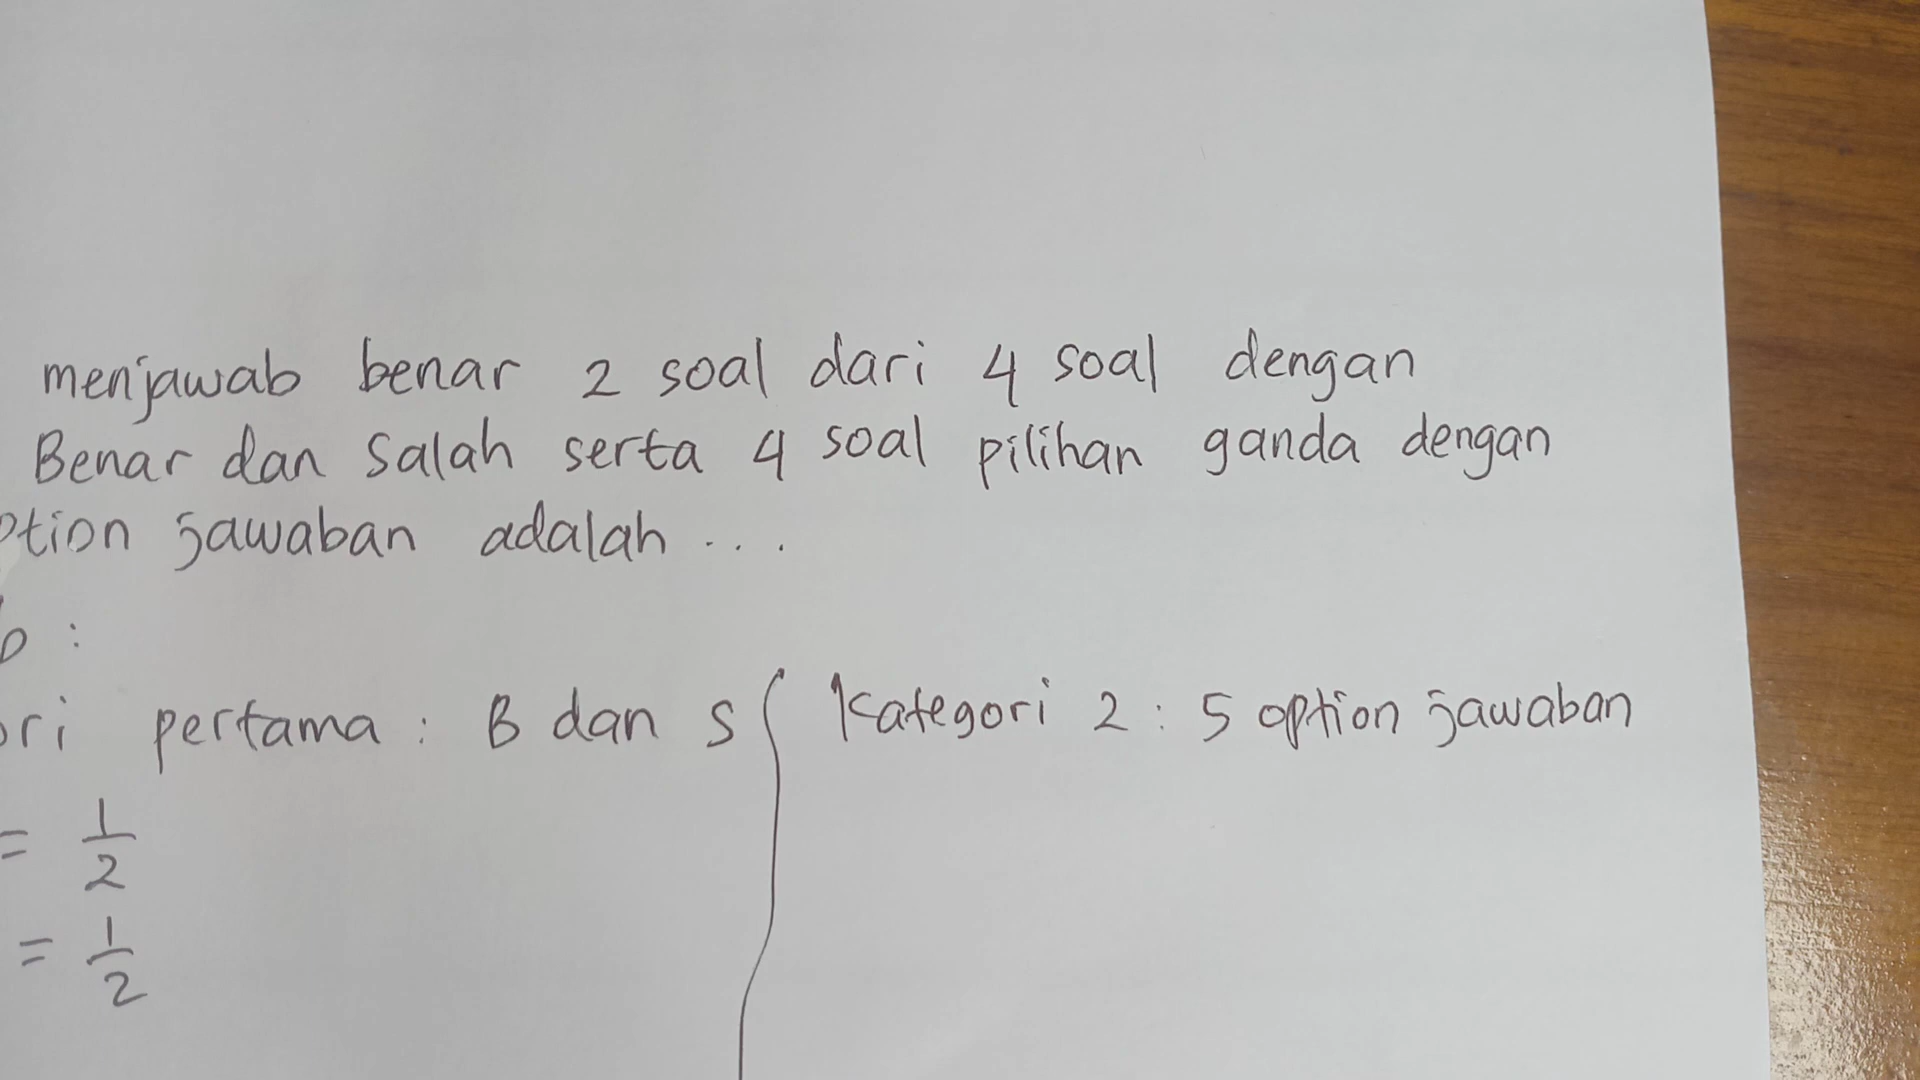 menjawab benar 2 soal dari 4 soal dengan
Benar dan Salah serta 4 soal pilihan ganda dengan
ption jawaban adalah ...
b :
ri pertama : B dan S
Kategori 2 : 5 option jawaban
= 1/2
= 1/2